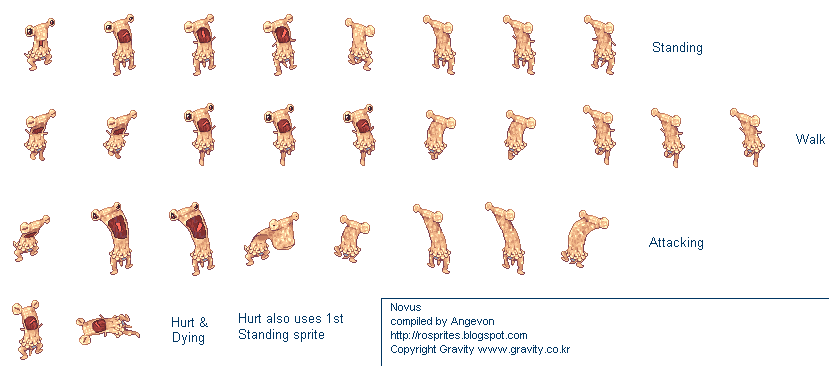 Standing
Walk
Attacking
Hurt &
Dying
Hurt also uses 1st
Standing sprite
Novus
compiled by Angevon
http://rosprites.blogspot.com
Copyright Gravity www.gravity.co.kr